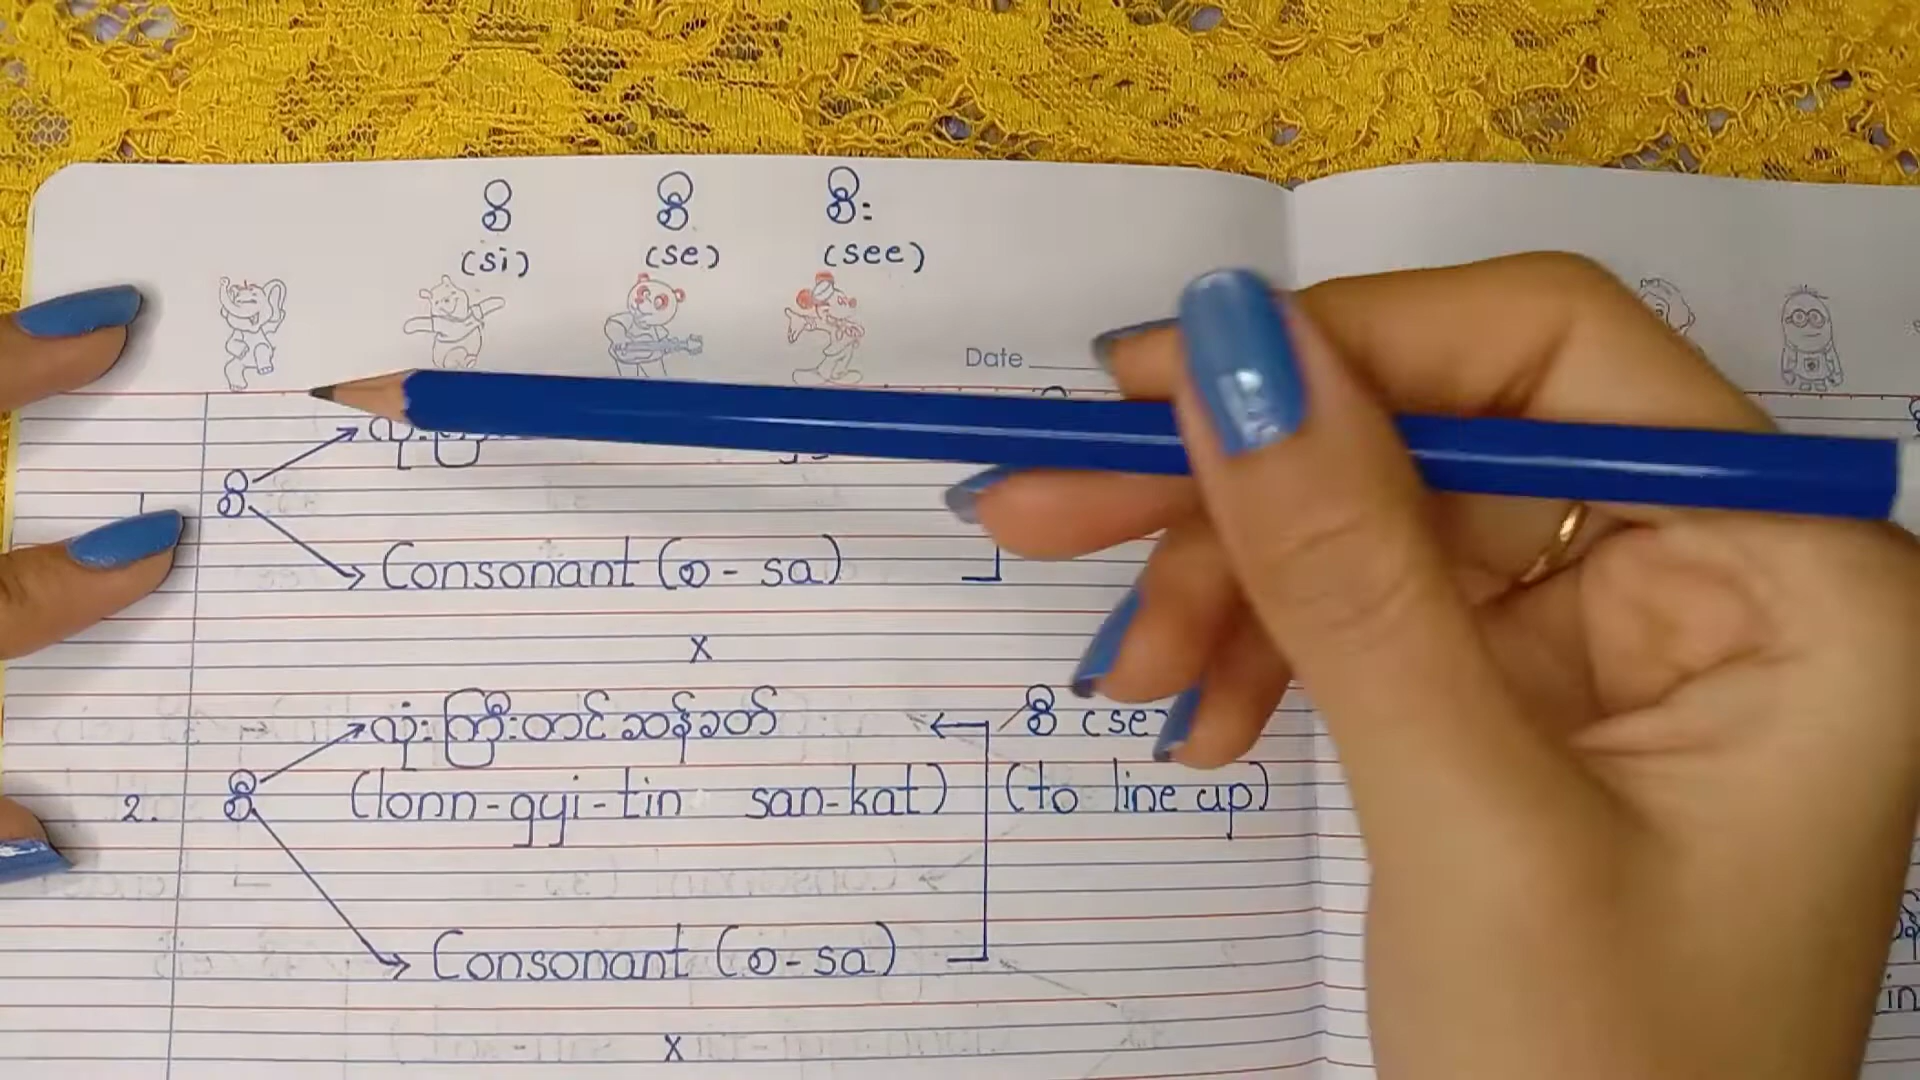 စိ စီ စီး
(si) (se) (see)
Date
စိ
Consonant (စ - sa)
x
လုံးကြီးတင် ဆန်ခတ် စီ (se
2. စီ (lonn-gyi-tin san-kat) (to line up)
Consonant (စ - sa)
x
in